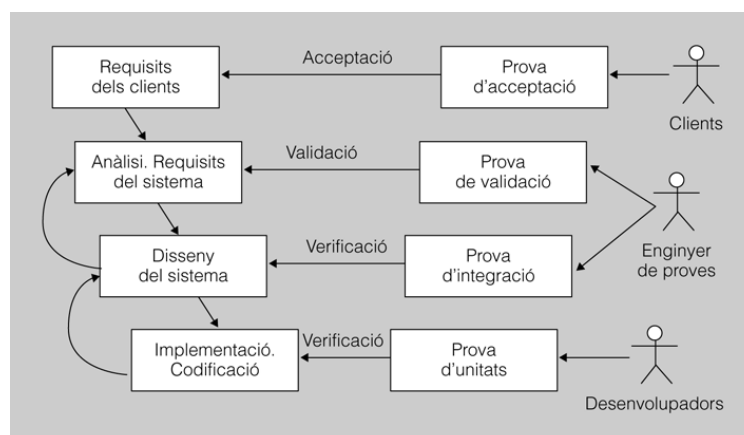 Requisits
dels clients
Acceptació
Prova
d'acceptació
Clients
Anàlisi. Requisits
del sistema
Validació
Prova
de validació
Enginyer
de proves
Disseny
del sistema
Verificació
Prova
d'integració
Implementació.
Codificació
Verificació
Prova
d'unitats
Desenvolupadors